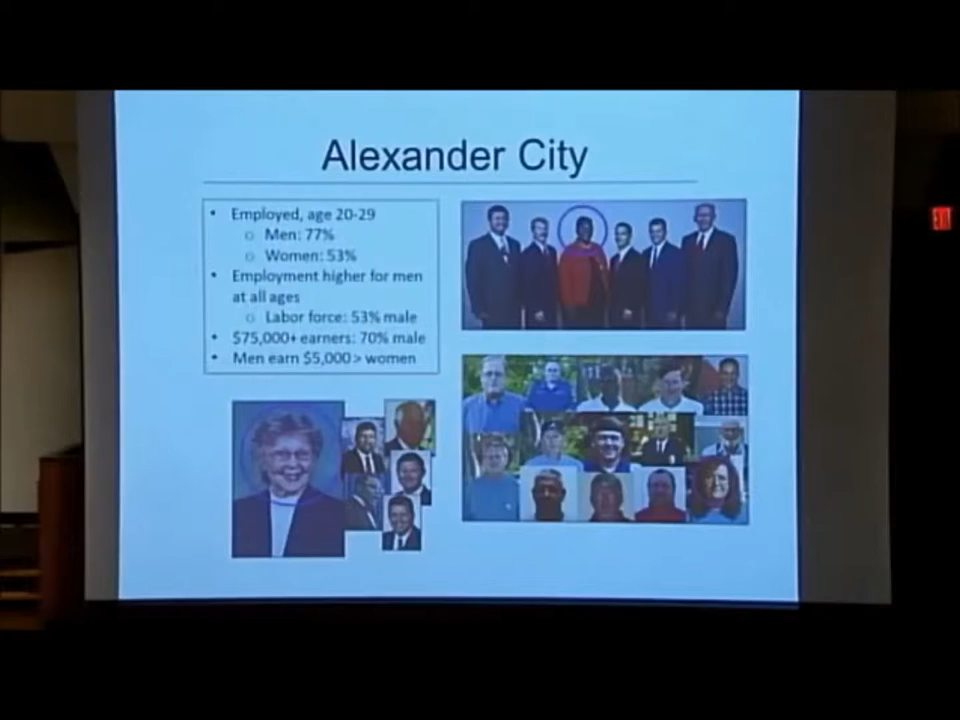 Alexander City
• Employed, age 20-29
o Men: 77%
o Women: 53%
• Employment higher for men
at all ages
o Labor force: 53% male
• $75,000+ earners: 70% male
• Men earn $5,000 > women
EXIT